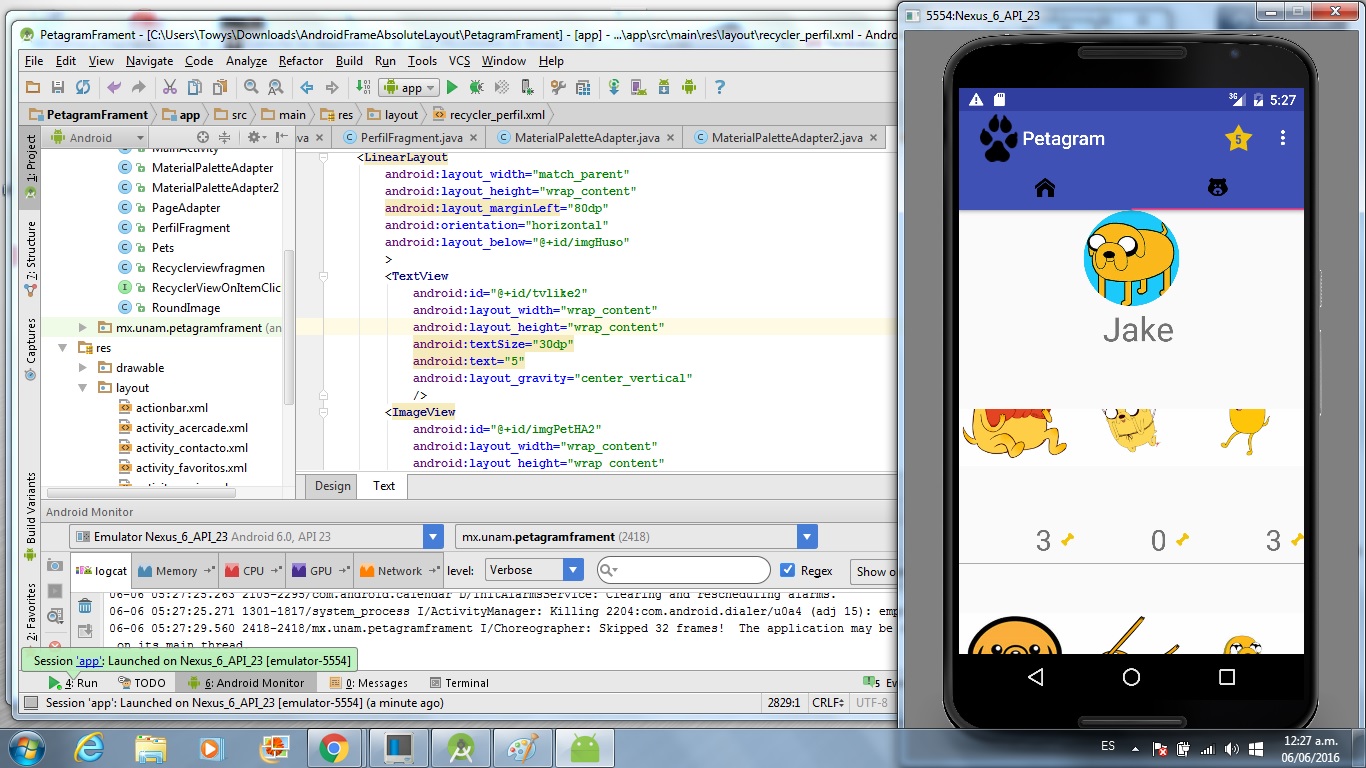 PetagramFrament - [C:\Users\Towys\Downloads\AndroidFrameAbsoluteLayout\PetagramFrament] - [app] - ...\app\src\main\res\layout\recycler_perfil.xml - Andro
File Edit View Navigate Code Analyze Refactor Build Run Tools VCS Window Help
app
PetagramFrament app src main res layout recycler_perfil.xml
Android
va PerfilFragment.java MaterialPaletteAdapter.java MaterialPaletteAdapter2.java
1: Project
7: Structure
Captures
Build Variants
2: Favorites
MainActivity
MaterialPaletteAdapter
MaterialPaletteAdapter2
PageAdapter
PerfilFragment
Pets
Recyclerviewfragmen
RecyclerViewOnItemClic
RoundImage
mx.unam.petagramframent (an
res
drawable
layout
actionbar.xml
activity_acercade.xml
activity_contacto.xml
activity_favoritos.xml
<LinearLayout
android:layout_width="match_parent"
android:layout_height="wrap_content"
android:layout_marginLeft="80dp"
android:orientation="horizontal"
android:layout_below="@+id/imgHuso"
>
<TextView
android:id="@+id/tvlike2"
android:layout_width="wrap_content"
android:layout_height="wrap_content"
android:textSize="30dp"
android:text="5"
android:layout_gravity="center_vertical"
/>
<ImageView
android:id="@+id/imgPetHA2"
android:layout_width="wrap_content"
android:layout_height="wrap_content"
Design Text
Android Monitor
Emulator Nexus_6_API_23 Android 6.0, API 23 mx.unam.petagramframent (2418)
logcat Memory CPU GPU Network level: Verbose Regex Show o
06-06 05:27:25.263 2105-2295/com.android.calendar D/InitAlarmsService: Clearing and rescheduling alarms.
06-06 05:27:25.271 1301-1817/system_process I/ActivityManager: Killing 2204:com.android.dialer/u0a4 (adj 15): emp
06-06 05:27:29.560 2418-2418/mx.unam.petagramframent I/Choreographer: Skipped 32 frames!  The application may be
on its main thread.
Session 'app': Launched on Nexus_6_API_23 [emulator-5554]
4: Run TODO 6: Android Monitor 0: Messages Terminal 5 Ev
Session 'app': Launched on Nexus_6_API_23 [emulator-5554] (a minute ago) 2829:1 CRLF UTF-8
5554:Nexus_6_API_23
3G 5:27
Petagram 5
Jake
3 0 3
ES 12:27 a.m.
06/06/2016